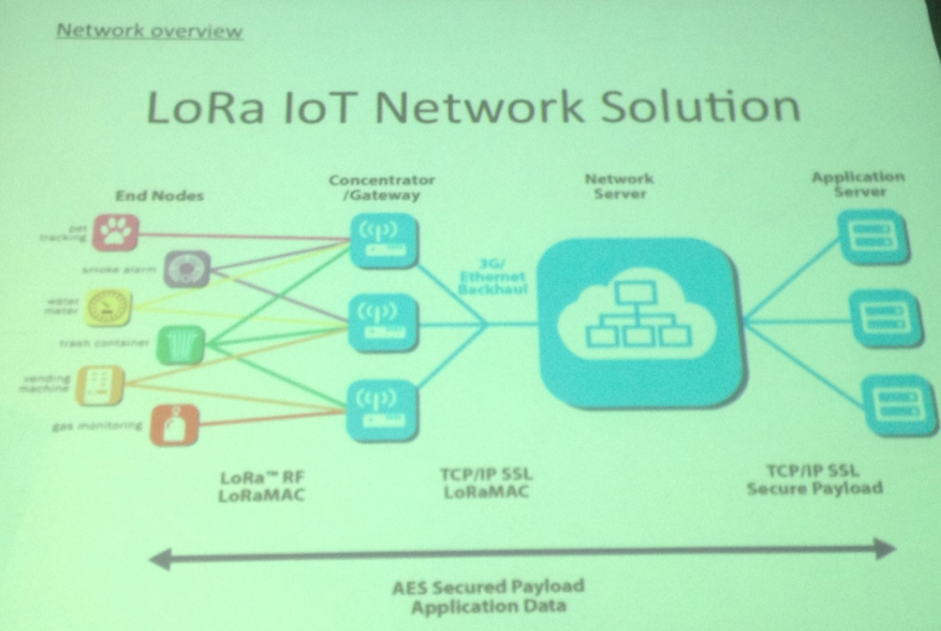 Network overview
LoRa IoT Network Solution
End Nodes
Concentrator
/Gateway
Network
Server
Application
Server
pet
tracking
smoke alarm
water
meter
trash container
vending
machine
gas monitoring
3G/
Ethernet
Backhaul
LoRa™ RF
LoRaMAC
TCP/IP SSL
LoRaMAC
TCP/IP SSL
Secure Payload
AES Secured Payload
Application Data